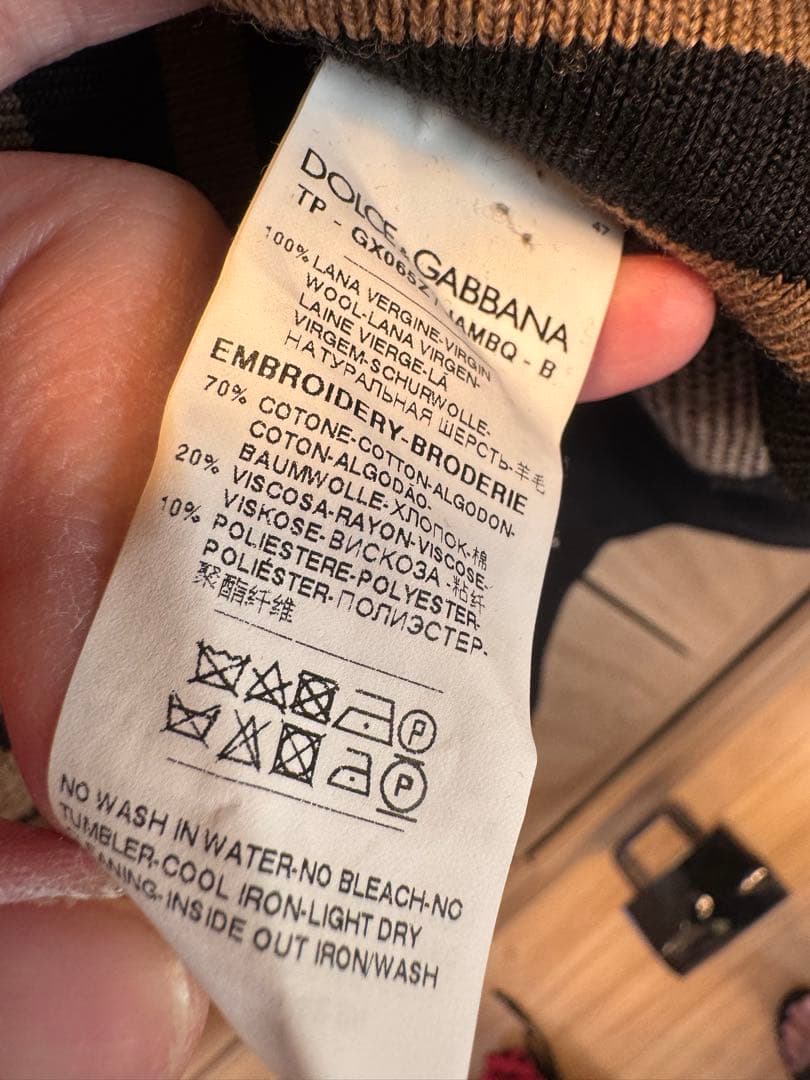 DOLCE & GABBANA
47
TP - GX065Z JAMBQ - B
100% LANA VERGINE-VIRGIN
WOOL-LANA VIRGEN-
LAINE VIERGE-LÃ
VIRGEM-SCHURWOLLE-
НАТУРАЛЬНАЯ ШЕРСТЬ-羊毛
EMBROIDERY-BRODERIE
70% COTONE-COTTON-ALGODON-
COTON-ALGODÃO-
BAUMWOLLE-ХЛОПОК-棉
20% VISCOSA-RAYON-VISCOSE-
VISKOSE-ВИСКОЗА-粘纤
10% POLIESTERE-POLYESTER-
POLIÉSTER-ПОЛИЭСТЕР-
聚酯纤维
P
P
NO WASH IN WATER-NO BLEACH-NO
TUMBLER-COOL IRON-LIGHT DRY
CLEANING-INSIDE OUT IRON/WASH